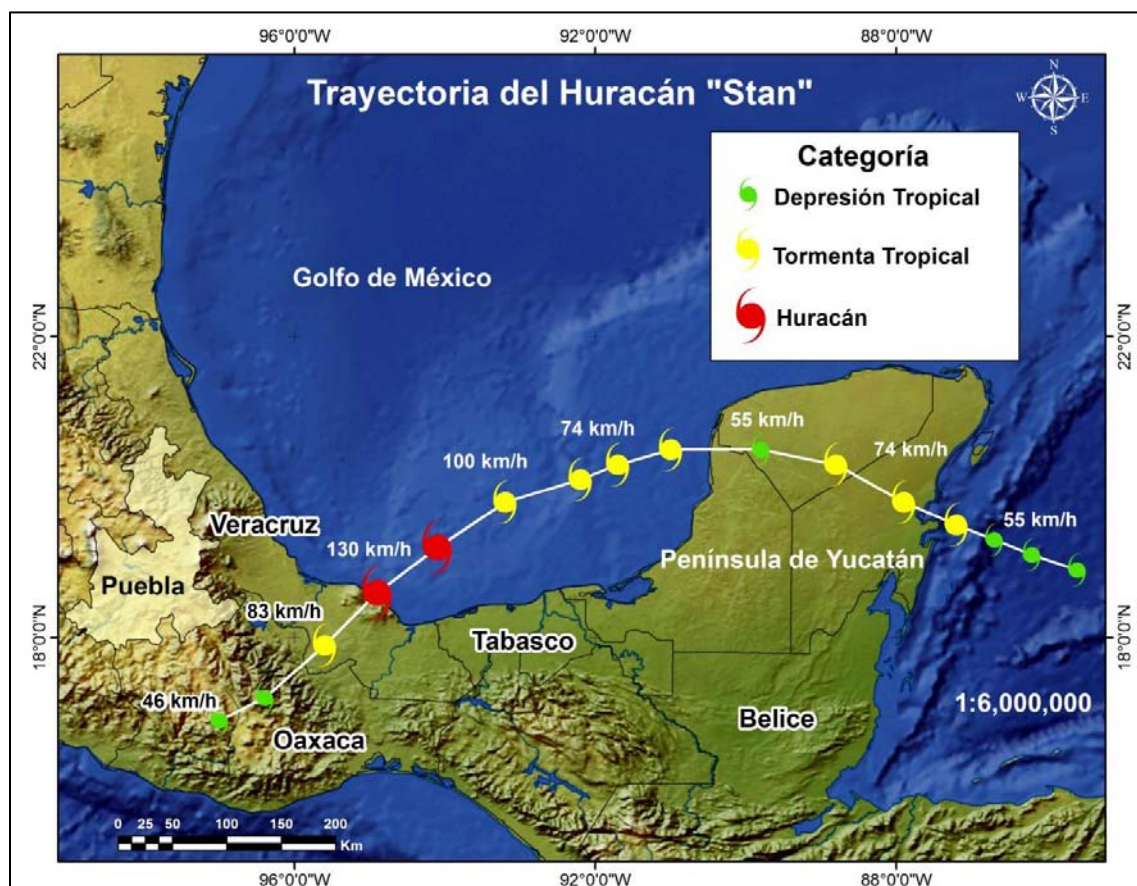 96°0'0"W 92°0'0"W 88°0'0"W
Trayectoria del Huracán "Stan"
N
W E
S
Categoría
Depresión Tropical
Tormenta Tropical
Huracán
Golfo de México
22°0'0"N
22°0'0"N
74 km/h
55 km/h
74 km/h
100 km/h
Veracruz
130 km/h
55 km/h
Península de Yucatán
Puebla
83 km/h
18°0'0"N
Tabasco
18°0'0"N
46 km/h
Oaxaca
Belice
1:6,000,000
0 25 50 100 150 200
Km
96°0'0"W 92°0'0"W 88°0'0"W